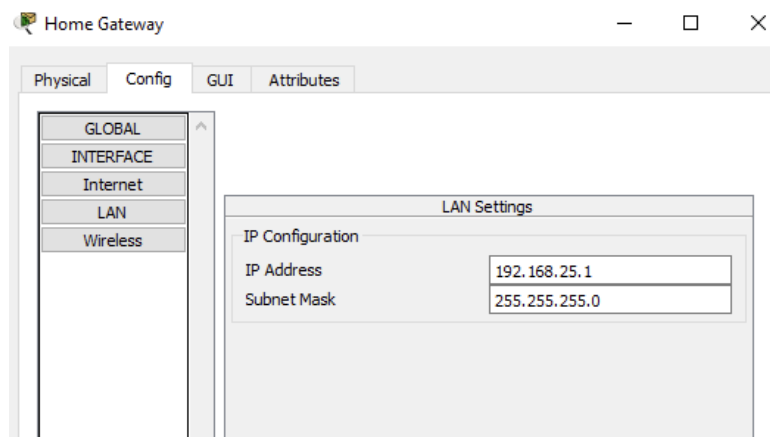 Home Gateway
Physical Config GUI Attributes
GLOBAL
INTERFACE
Internet
LAN
Wireless
LAN Settings
IP Configuration
IP Address 192.168.25.1
Subnet Mask 255.255.255.0